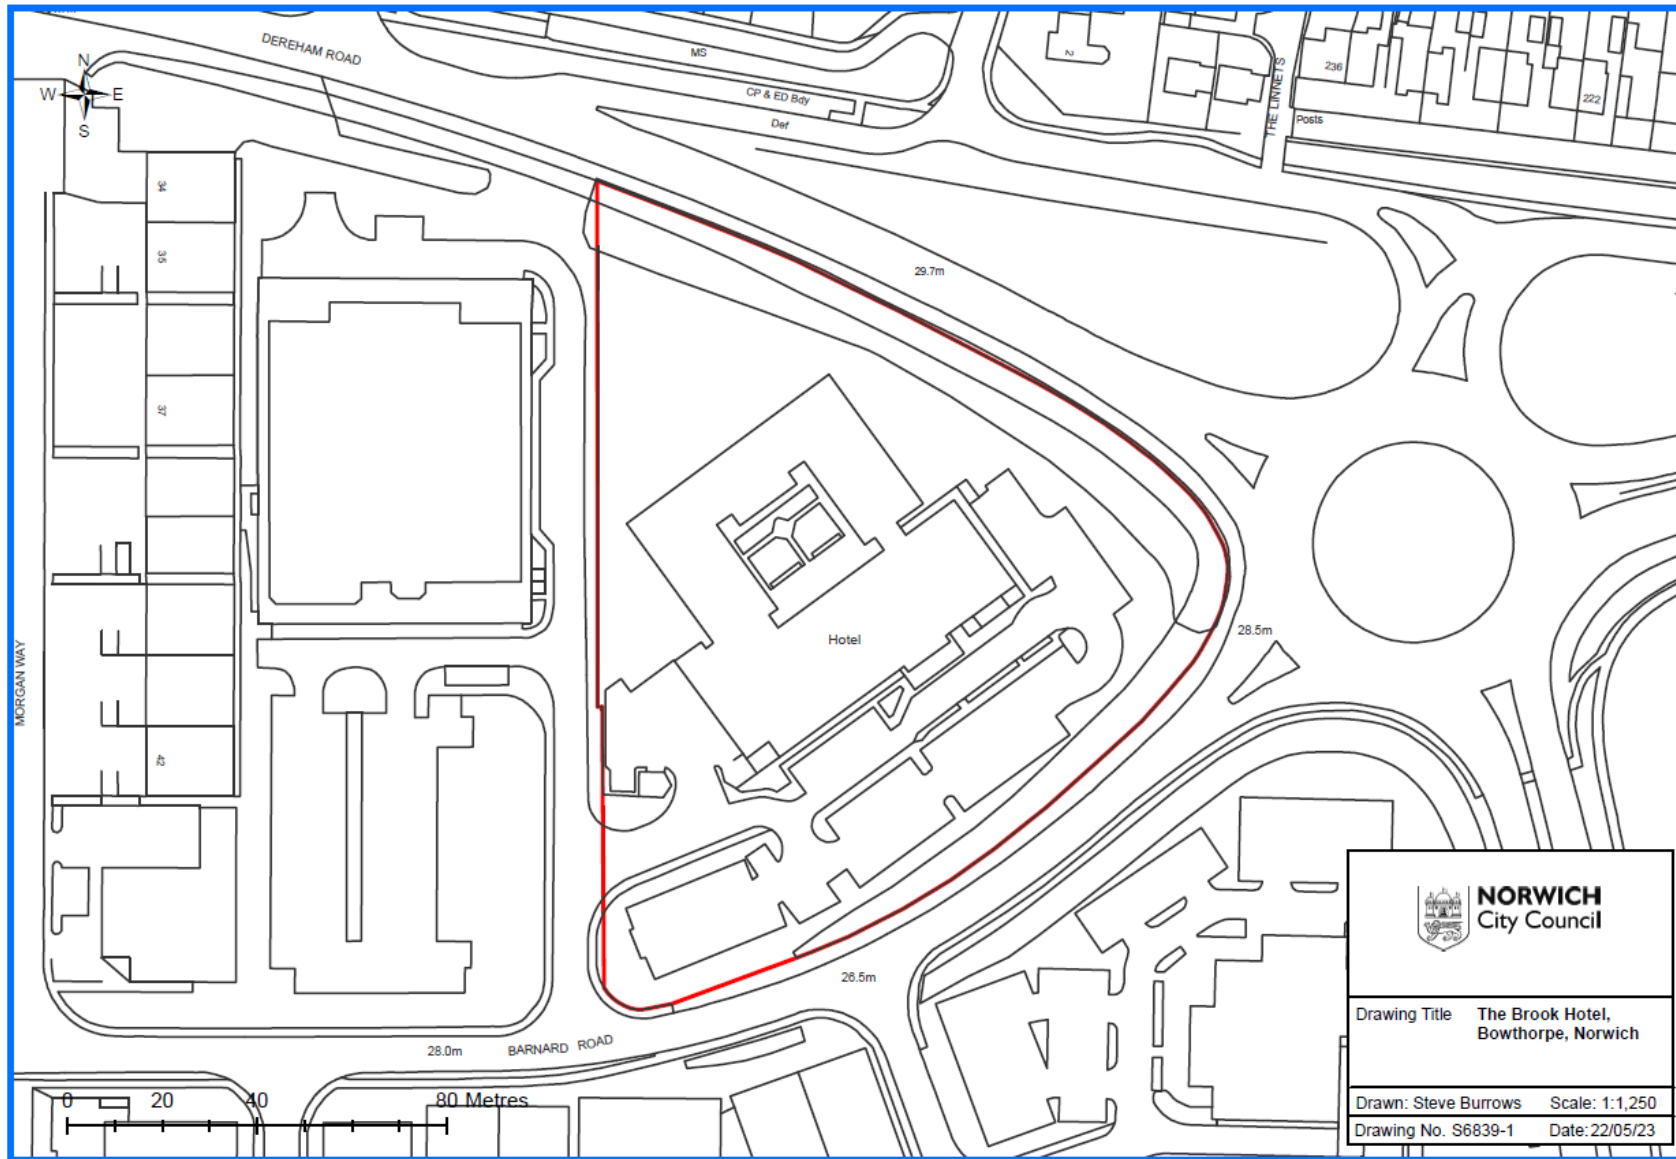 DEREHAM ROAD
MS
2
236
222
THE LINNETS
CP & ED Bdy
Def
Posts
N
W E
S
34
35
37
42
29.7m
28.5m
Hotel
MORGAN WAY
26.5m
28.0m
BARNARD ROAD
0 20 40 80 Metres
NORWICH
City Council
Drawing Title The Brook Hotel,
Bowthorpe, Norwich
Drawn: Steve Burrows Scale: 1:1,250
Drawing No. S6839-1 Date: 22/05/23